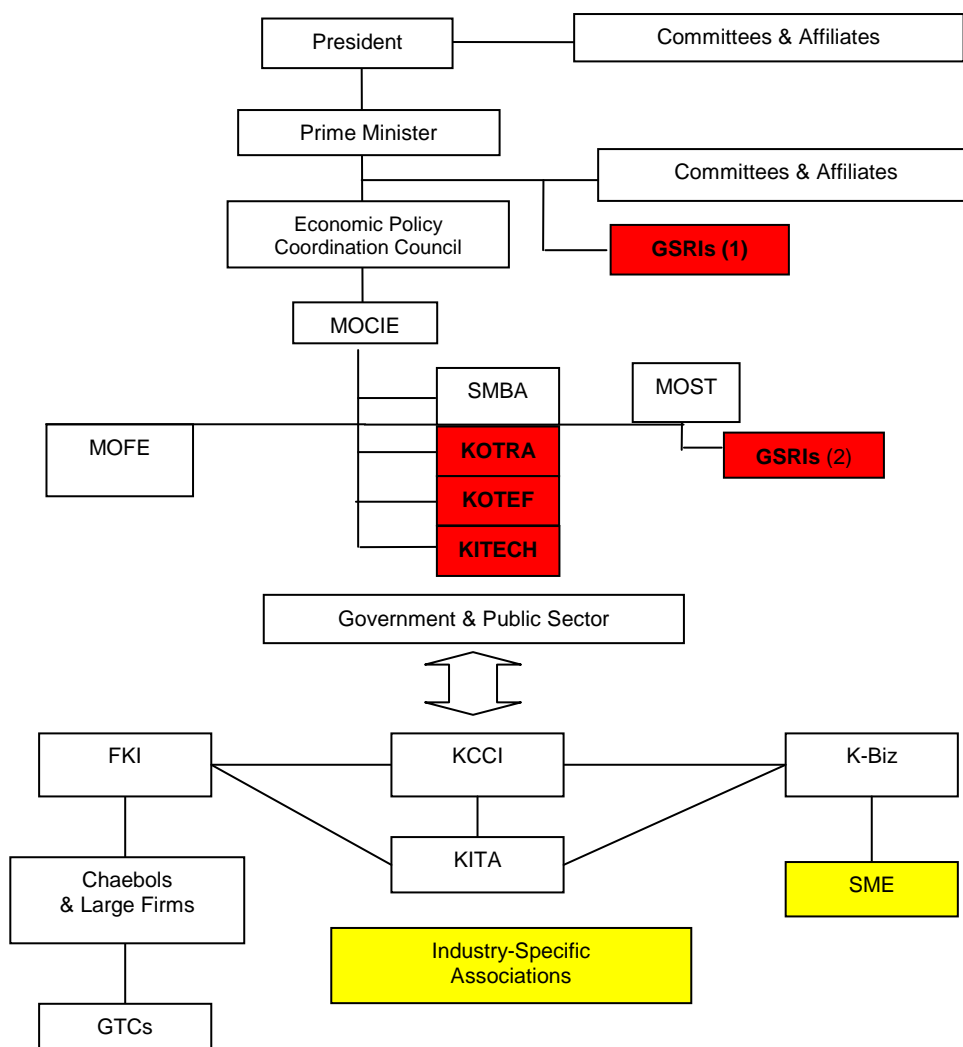 President
Committees & Affiliates
Prime Minister
Committees & Affiliates
Economic Policy
Coordination Council
GSRIs (1)
MOCIE
SMBA
MOST
MOFE
KOTRA
GSRIs (2)
KOTEF
KITECH
Government & Public Sector
FKI
KCCI
K-Biz
KITA
Chaebols
& Large Firms
SME
Industry-Specific
Associations
GTCs